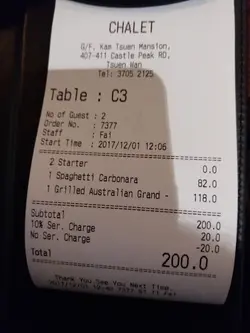 CHALET
G/F, Kam Tsuen Mansion,
407-411 Castle Peak RD,
Tsuen Wan
Tel: 3705 2125
Table : C3
No of Guest : 2
Order No. : 7377
Staff : Fai
Start Time : 2017/12/01 12:06
2 Starter 0.0
1 Spaghetti Carbonara 82.0
1 Grilled Australian Grand - 118.0
Subtotal 200.0
10% Ser. Charge 20.0
No Ser. Charge -20.0
Total 200.0
Thank You See You Next Time.